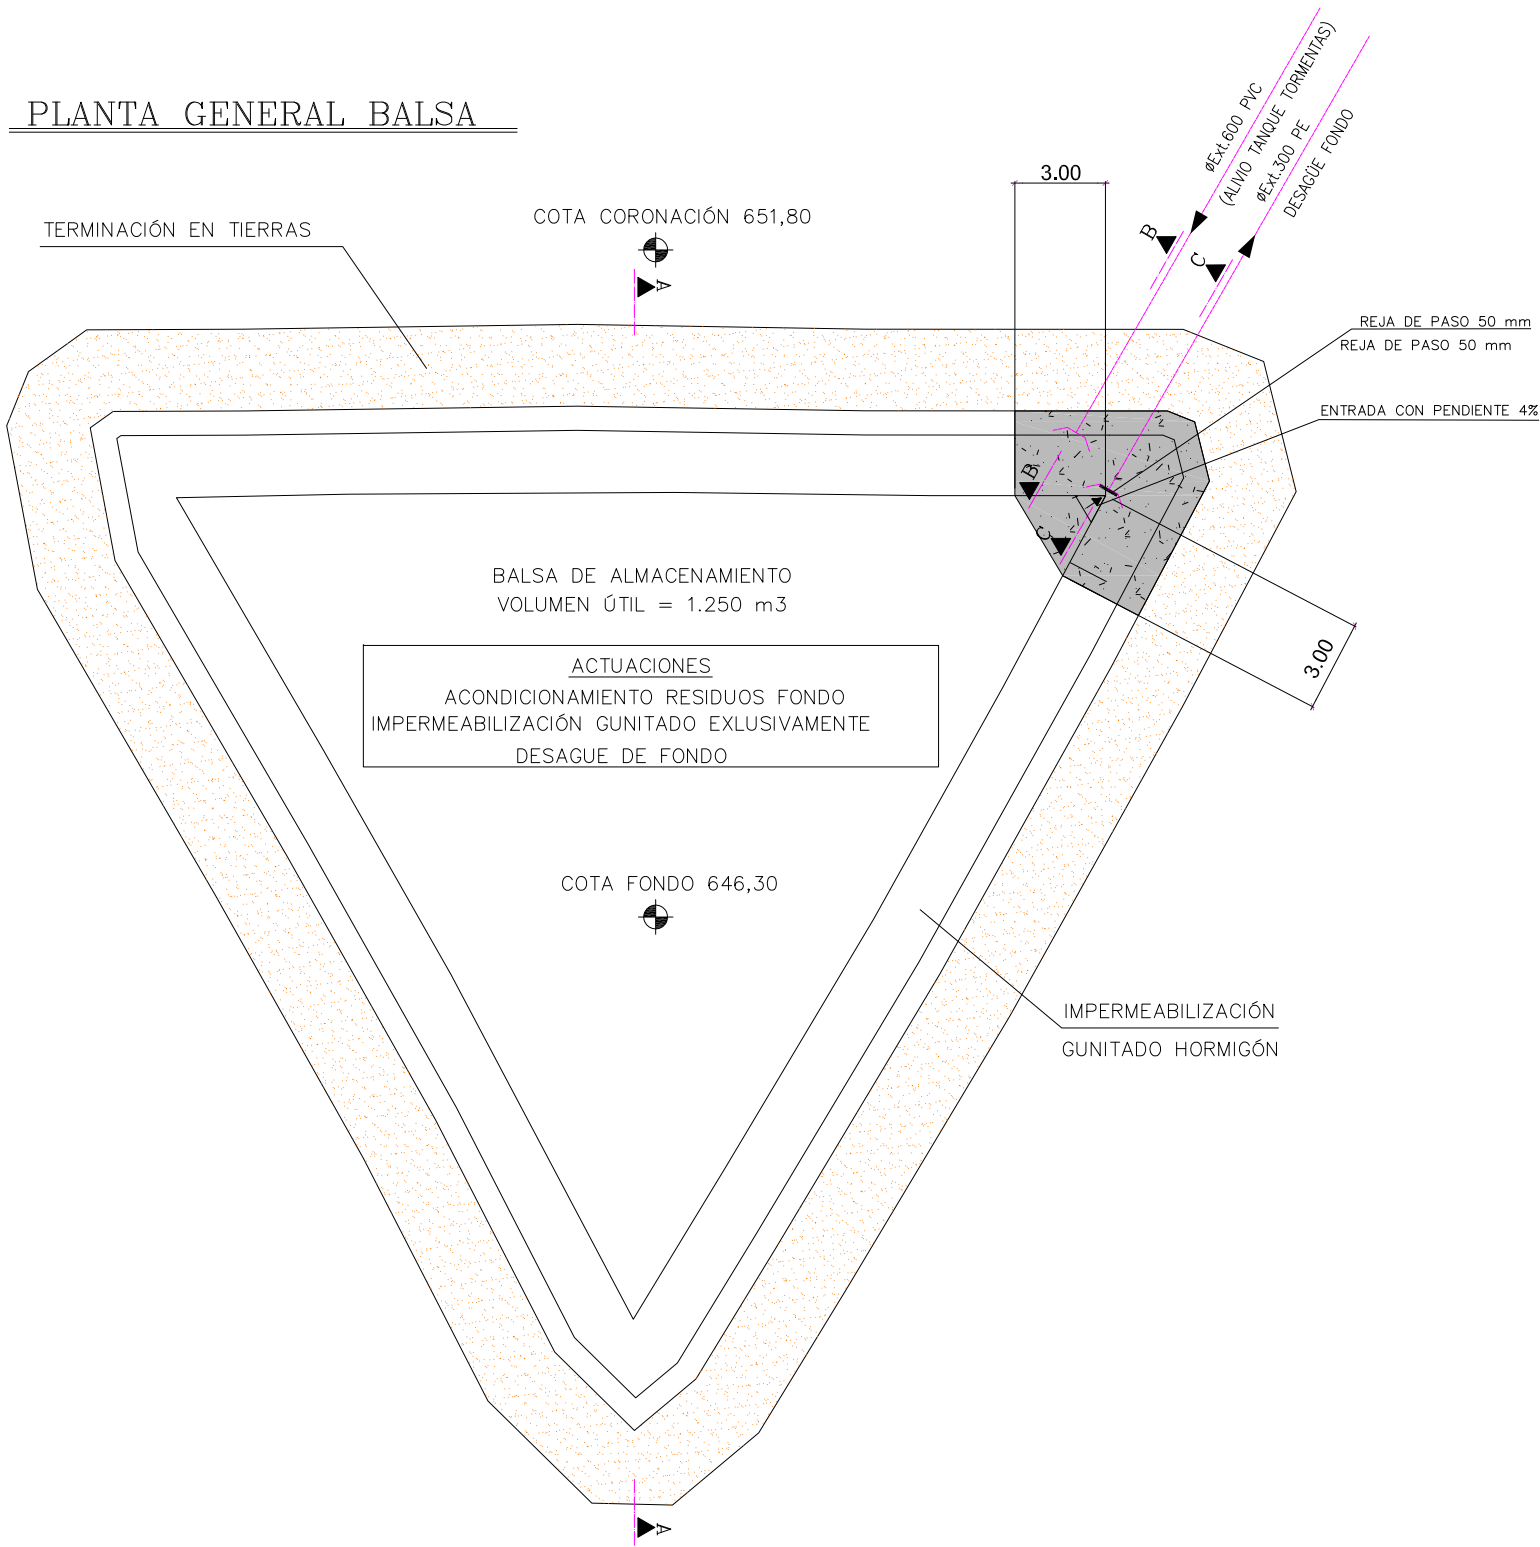 PLANTA GENERAL BALSA
øExt.600 PVC
(ALIVIO TANQUE TORMENTAS)
øExt.300 PE
DESAGÜE FONDO
3.00
COTA CORONACIÓN 651,80
TERMINACIÓN EN TIERRAS
B
C
A
REJA DE PASO 50 mm
REJA DE PASO 50 mm
ENTRADA CON PENDIENTE 4%
B
C
BALSA DE ALMACENAMIENTO
VOLUMEN ÚTIL = 1.250 m3
3.00
ACTUACIONES
ACONDICIONAMIENTO RESIDUOS FONDO
IMPERMEABILIZACIÓN GUNITADO EXLUSIVAMENTE
DESAGUE DE FONDO
COTA FONDO 646,30
IMPERMEABILIZACIÓN
GUNITADO HORMIGÓN
A